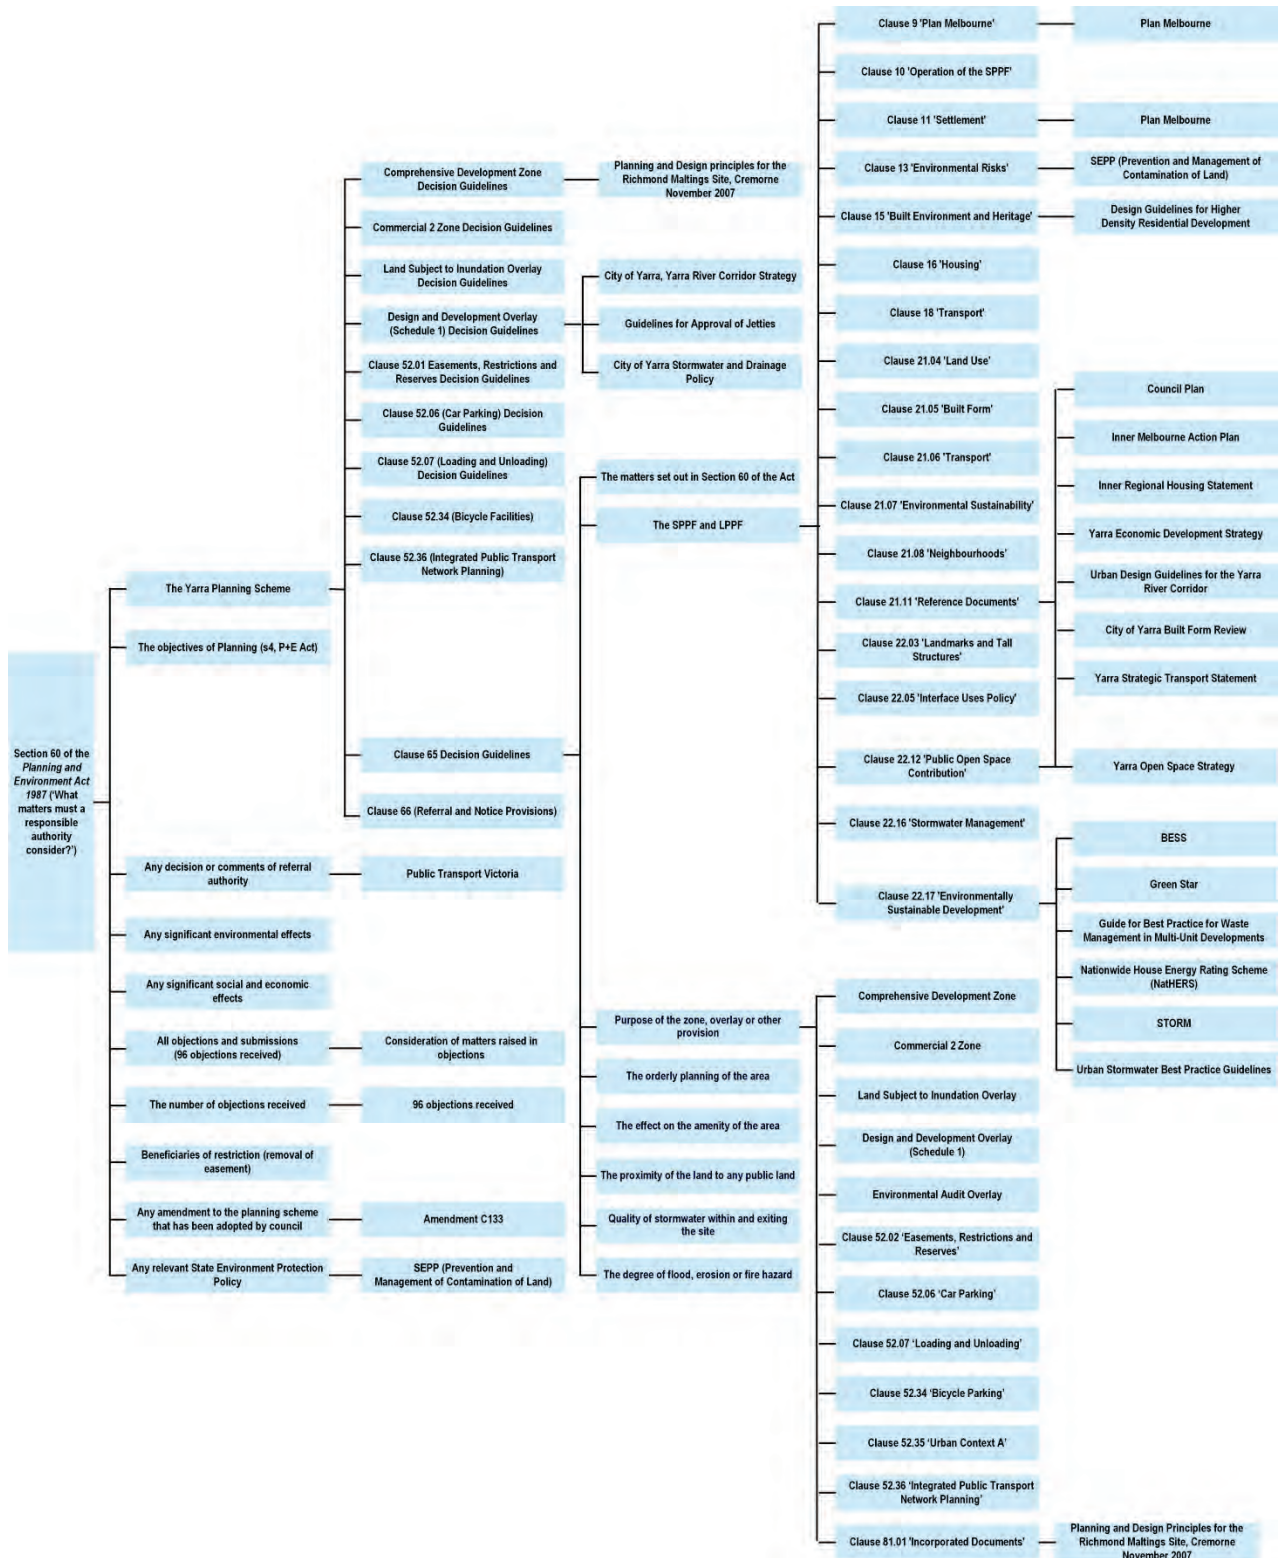 Section 60 of the
Planning and
Environment Act
1987 ('What
matters must a
responsible
authority
consider?')
The Yarra Planning Scheme
The objectives of Planning (s4, P+E Act)
Any decision or comments of referral
authority
Any significant environmental effects
Any significant social and economic
effects
All objections and submissions
(96 objections received)
The number of objections received
Beneficiaries of restriction (removal of
easement)
Any amendment to the planning scheme
that has been adopted by council
Any relevant State Environment Protection
Policy
Comprehensive Development Zone
Decision Guidelines
Commercial 2 Zone Decision Guidelines
Land Subject to Inundation Overlay
Decision Guidelines
Design and Development Overlay
(Schedule 1) Decision Guidelines
Clause 52.01 Easements, Restrictions and
Reserves Decision Guidelines
Clause 52.06 (Car Parking) Decision
Guidelines
Clause 52.07 (Loading and Unloading)
Decision Guidelines
Clause 52.34 (Bicycle Facilities)
Clause 52.36 (Integrated Public Transport
Network Planning)
Clause 65 Decision Guidelines
Clause 66 (Referral and Notice Provisions)
Public Transport Victoria
Consideration of matters raised in
objections
96 objections received
Amendment C133
SEPP (Prevention and
Management of Contamination of Land)
Planning and Design principles for the
Richmond Maltings Site, Cremorne
November 2007
City of Yarra, Yarra River Corridor Strategy
Guidelines for Approval of Jetties
City of Yarra Stormwater and Drainage
Policy
The matters set out in Section 60 of the Act
The SPPF and LPPF
Purpose of the zone, overlay or other
provision
The orderly planning of the area
The effect on the amenity of the area
The proximity of the land to any public land
Quality of stormwater within and exiting
the site
The degree of flood, erosion or fire hazard
Clause 9 'Plan Melbourne'
Clause 10 'Operation of the SPPF'
Clause 11 'Settlement'
Clause 13 'Environmental Risks'
Clause 15 'Built Environment and Heritage'
Clause 16 'Housing'
Clause 18 'Transport'
Clause 21.04 'Land Use'
Clause 21.05 'Built Form'
Clause 21.06 'Transport'
Clause 21.07 'Environmental Sustainability'
Clause 21.08 'Neighbourhoods'
Clause 21.11 'Reference Documents'
Clause 22.03 'Landmarks and Tall
Structures'
Clause 22.05 'Interface Uses Policy'
Clause 22.12 'Public Open Space
Contribution'
Clause 22.16 'Stormwater Management'
Clause 22.17 'Environmentally
Sustainable Development'
Comprehensive Development Zone
Commercial 2 Zone
Land Subject to Inundation Overlay
Design and Development Overlay
(Schedule 1)
Environmental Audit Overlay
Clause 52.02 ‘Easements, Restrictions and
Reserves’
Clause 52.06 ‘Car Parking’
Clause 52.07 ‘Loading and Unloading’
Clause 52.34 ‘Bicycle Parking’
Clause 52.35 ‘Urban Context A’
Clause 52.36 ‘Integrated Public Transport
Network Planning’
Clause 81.01 ‘Incorporated Documents’
Plan Melbourne
Plan Melbourne
SEPP (Prevention and Management of
Contamination of Land)
Design Guidelines for Higher
Density Residential Development
Council Plan
Inner Melbourne Action Plan
Inner Regional Housing Statement
Yarra Economic Development Strategy
Urban Design Guidelines for the Yarra
River Corridor
City of Yarra Built Form Review
Yarra Strategic Transport Statement
Yarra Open Space Strategy
BESS
Green Star
Guide for Best Practice for Waste
Management in Multi-Unit Developments
Nationwide House Energy Rating Scheme
(NatHERS)
STORM
Urban Stormwater Best Practice Guidelines
Planning and Design Principles for the
Richmond Maltings Site, Cremorne
November 2007